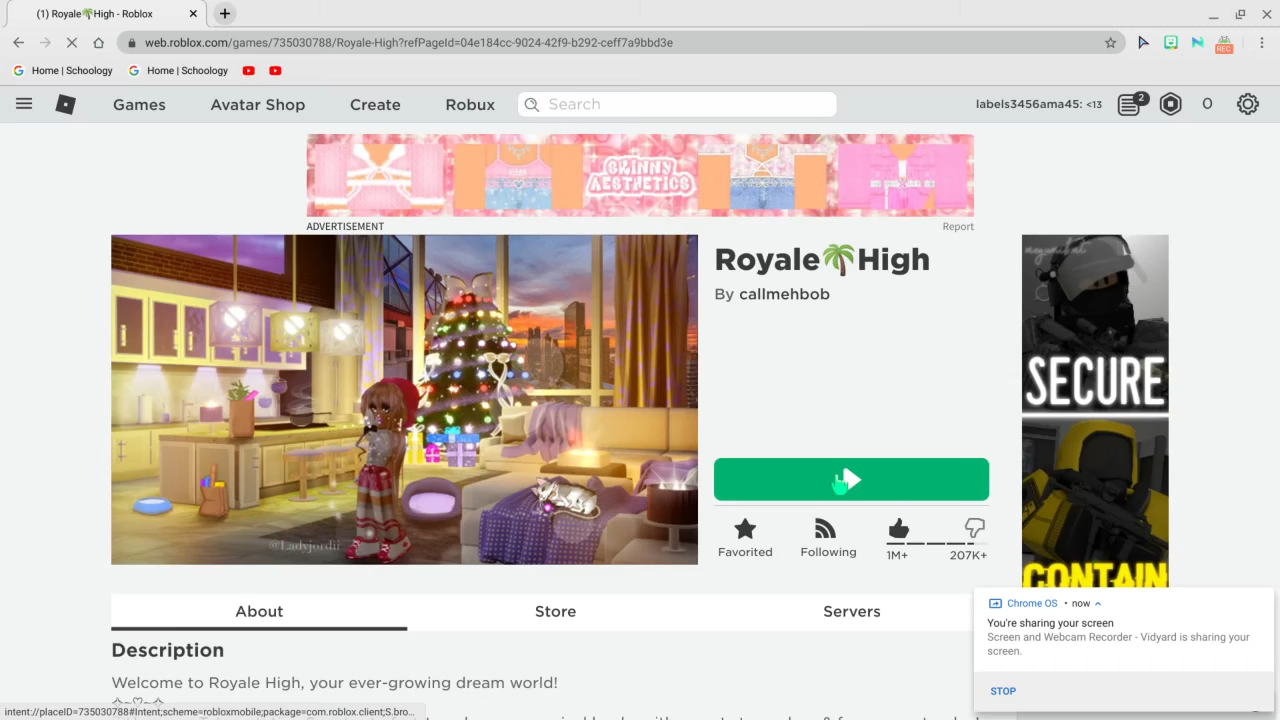 (1) Royale🌴High - Roblox
web.roblox.com/games/735030788/Royale-High?refPageId=04e184cc-9024-42f9-b292-ceff7a9bbd3e
REC
Home | Schoology
Home | Schoology
Games
Avatar Shop
Create
Robux
Search
labels3456ama45: <13
2
0
SKINNY
AESTHETICS
ADVERTISEMENT
Report
Royale🌴High
By callmehbob
@Ladyjordii
Favorited
Following
1M+
207K+
SECURE
CONTAIN
About
Store
Servers
Description
Welcome to Royale High, your ever-growing dream world!
✧~♡~✧
Chrome OS • now
You're sharing your screen
Screen and Webcam Recorder - Vidyard is sharing your
screen.
STOP
intent://placeID=735030788#Intent;scheme=robloxmobile;package=com.roblox.client;S.bro...